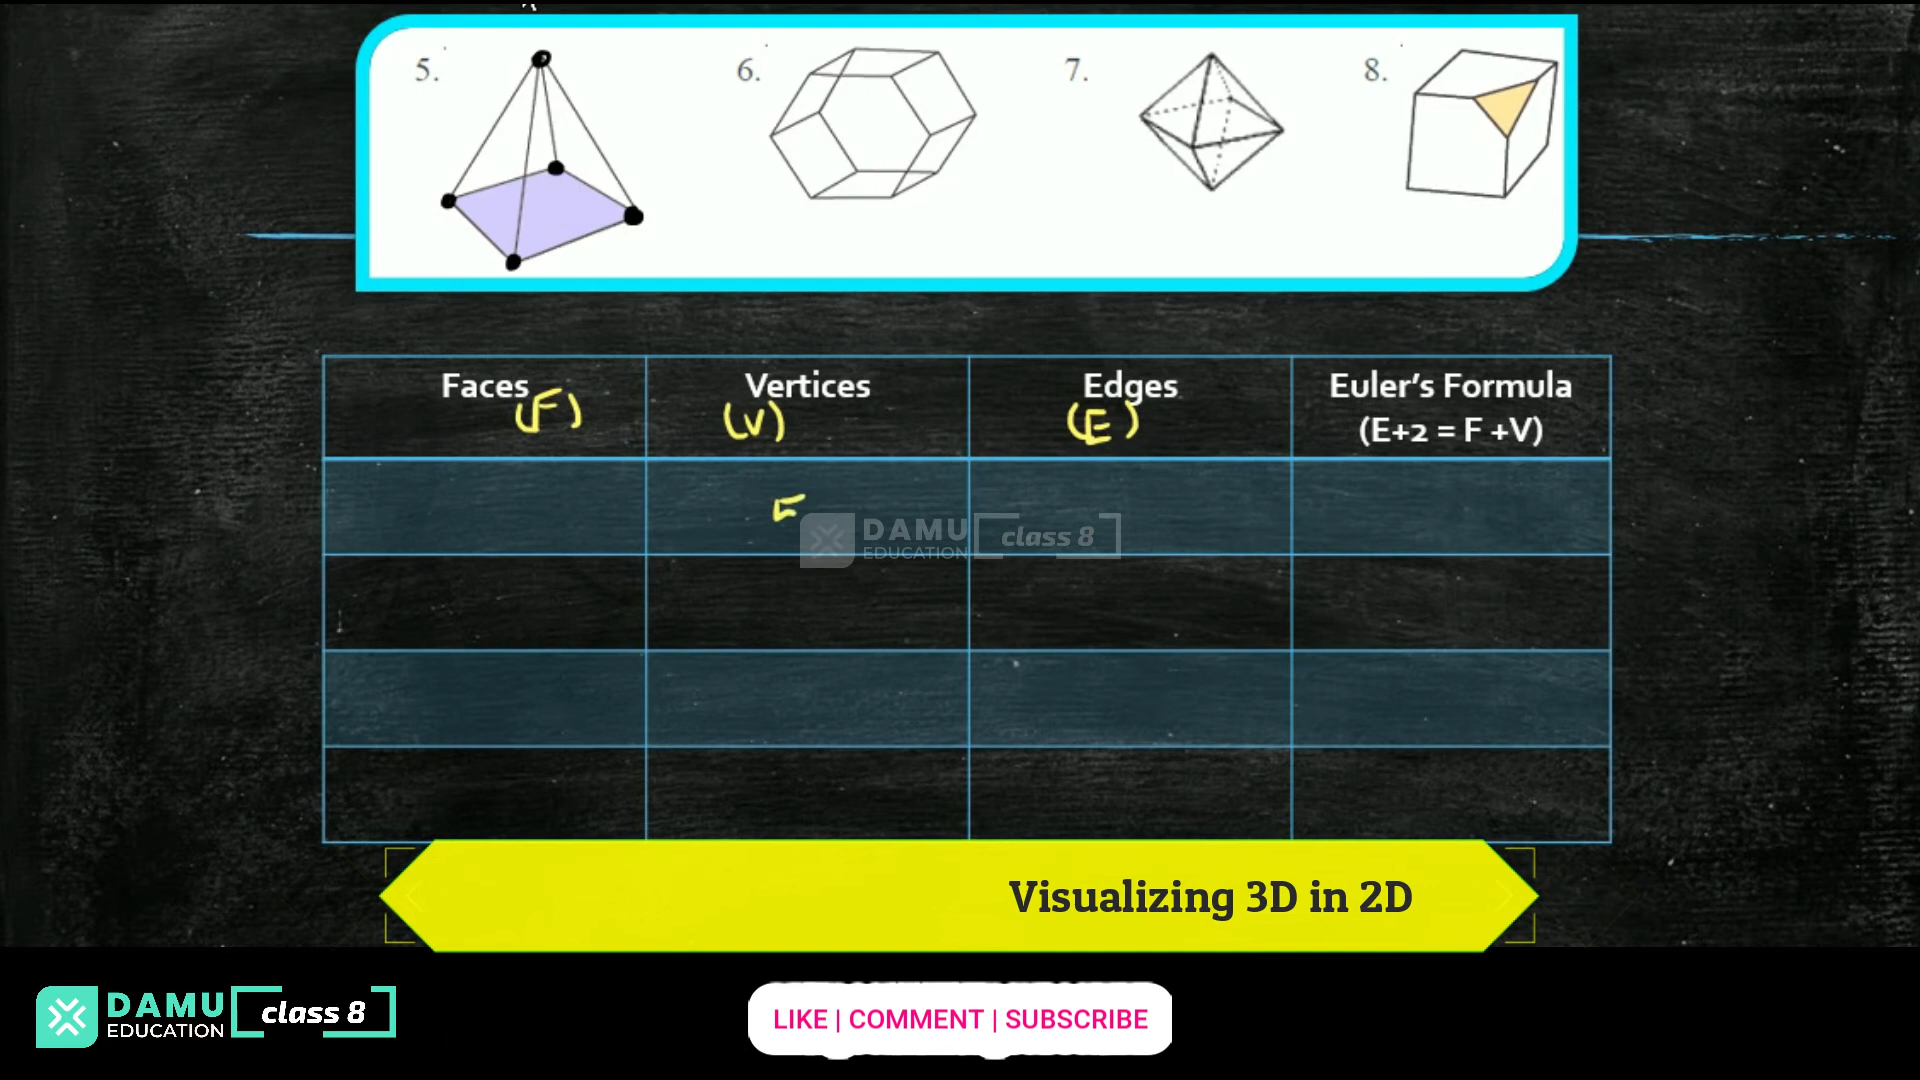 5. 6. 7. 8.
Faces Vertices Edges Euler’s Formula
(F) (V) (E) (E+2 = F +V)
DAMU
EDUCATION
class 8
Visualizing 3D in 2D
DAMU
EDUCATION
class 8
LIKE | COMMENT | SUBSCRIBE